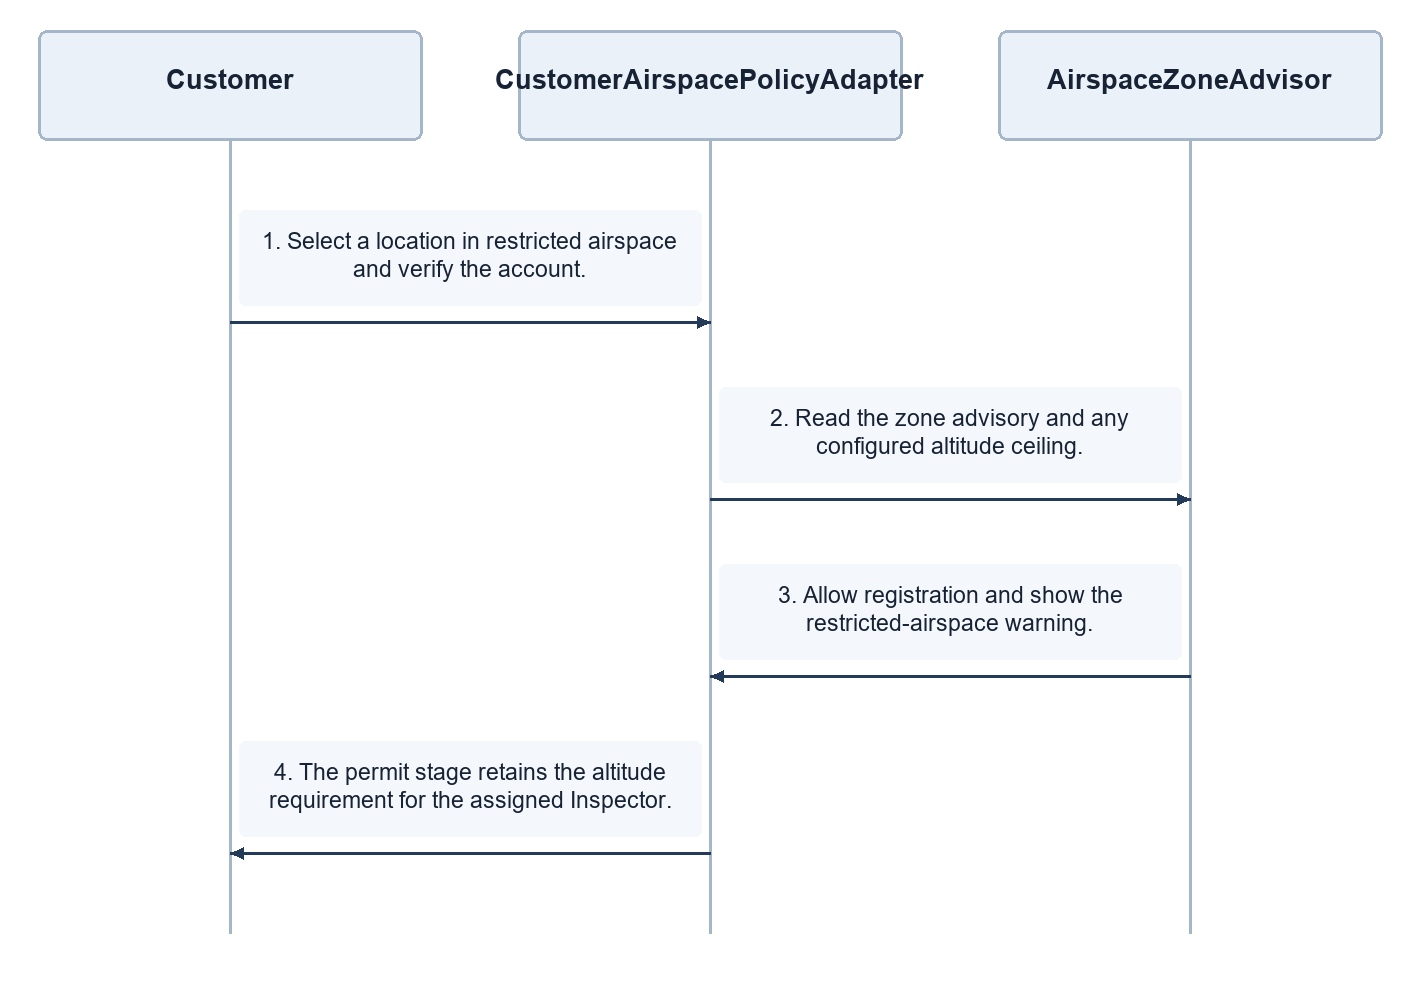 Customer
CustomerAirspacePolicyAdapter
AirspaceZoneAdvisor
1. Select a location in restricted airspace
and verify the account.
2. Read the zone advisory and any
configured altitude ceiling.
3. Allow registration and show the
restricted-airspace warning.
4. The permit stage retains the altitude
requirement for the assigned Inspector.